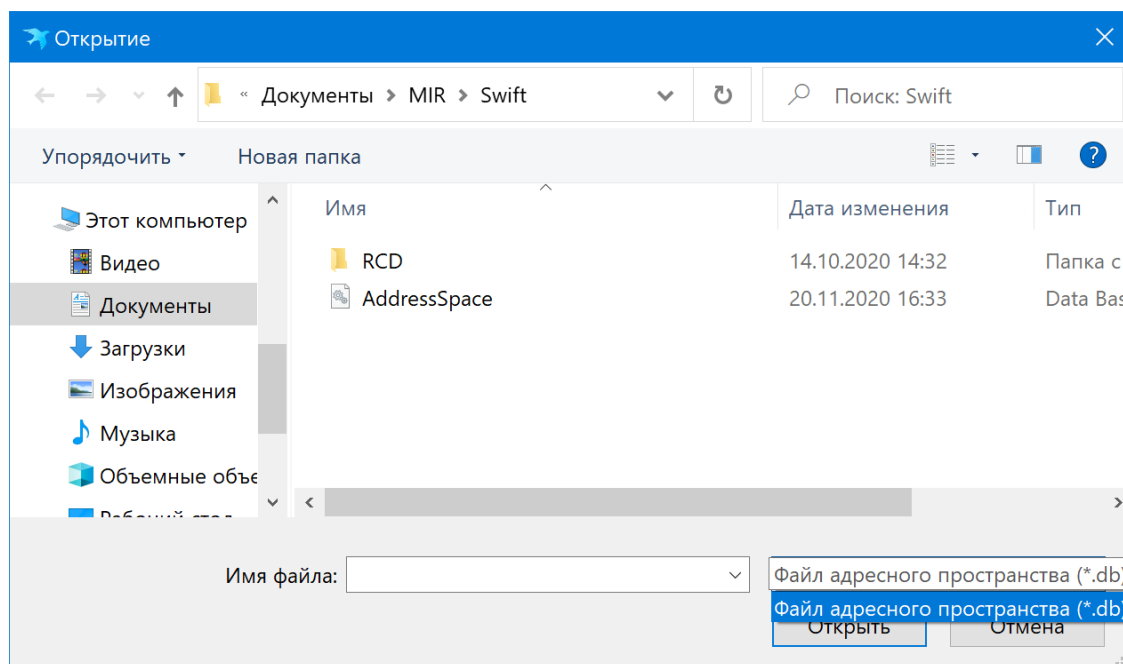 Открытие
« Документы > MIR > Swift
Поиск: Swift
Упорядочить
Новая папка
?
Имя
Дата изменения
Тип
Этот компьютер
Видео
Документы
Загрузки
Изображения
Музыка
Объемные объе
Рабочий стол
RCD
14.10.2020 14:32
Папка с
AddressSpace
20.11.2020 16:33
Data Bas
Имя файла:
Файл адресного пространства (*.db)
Файл адресного пространства (*.db)
Открыть
Отмена